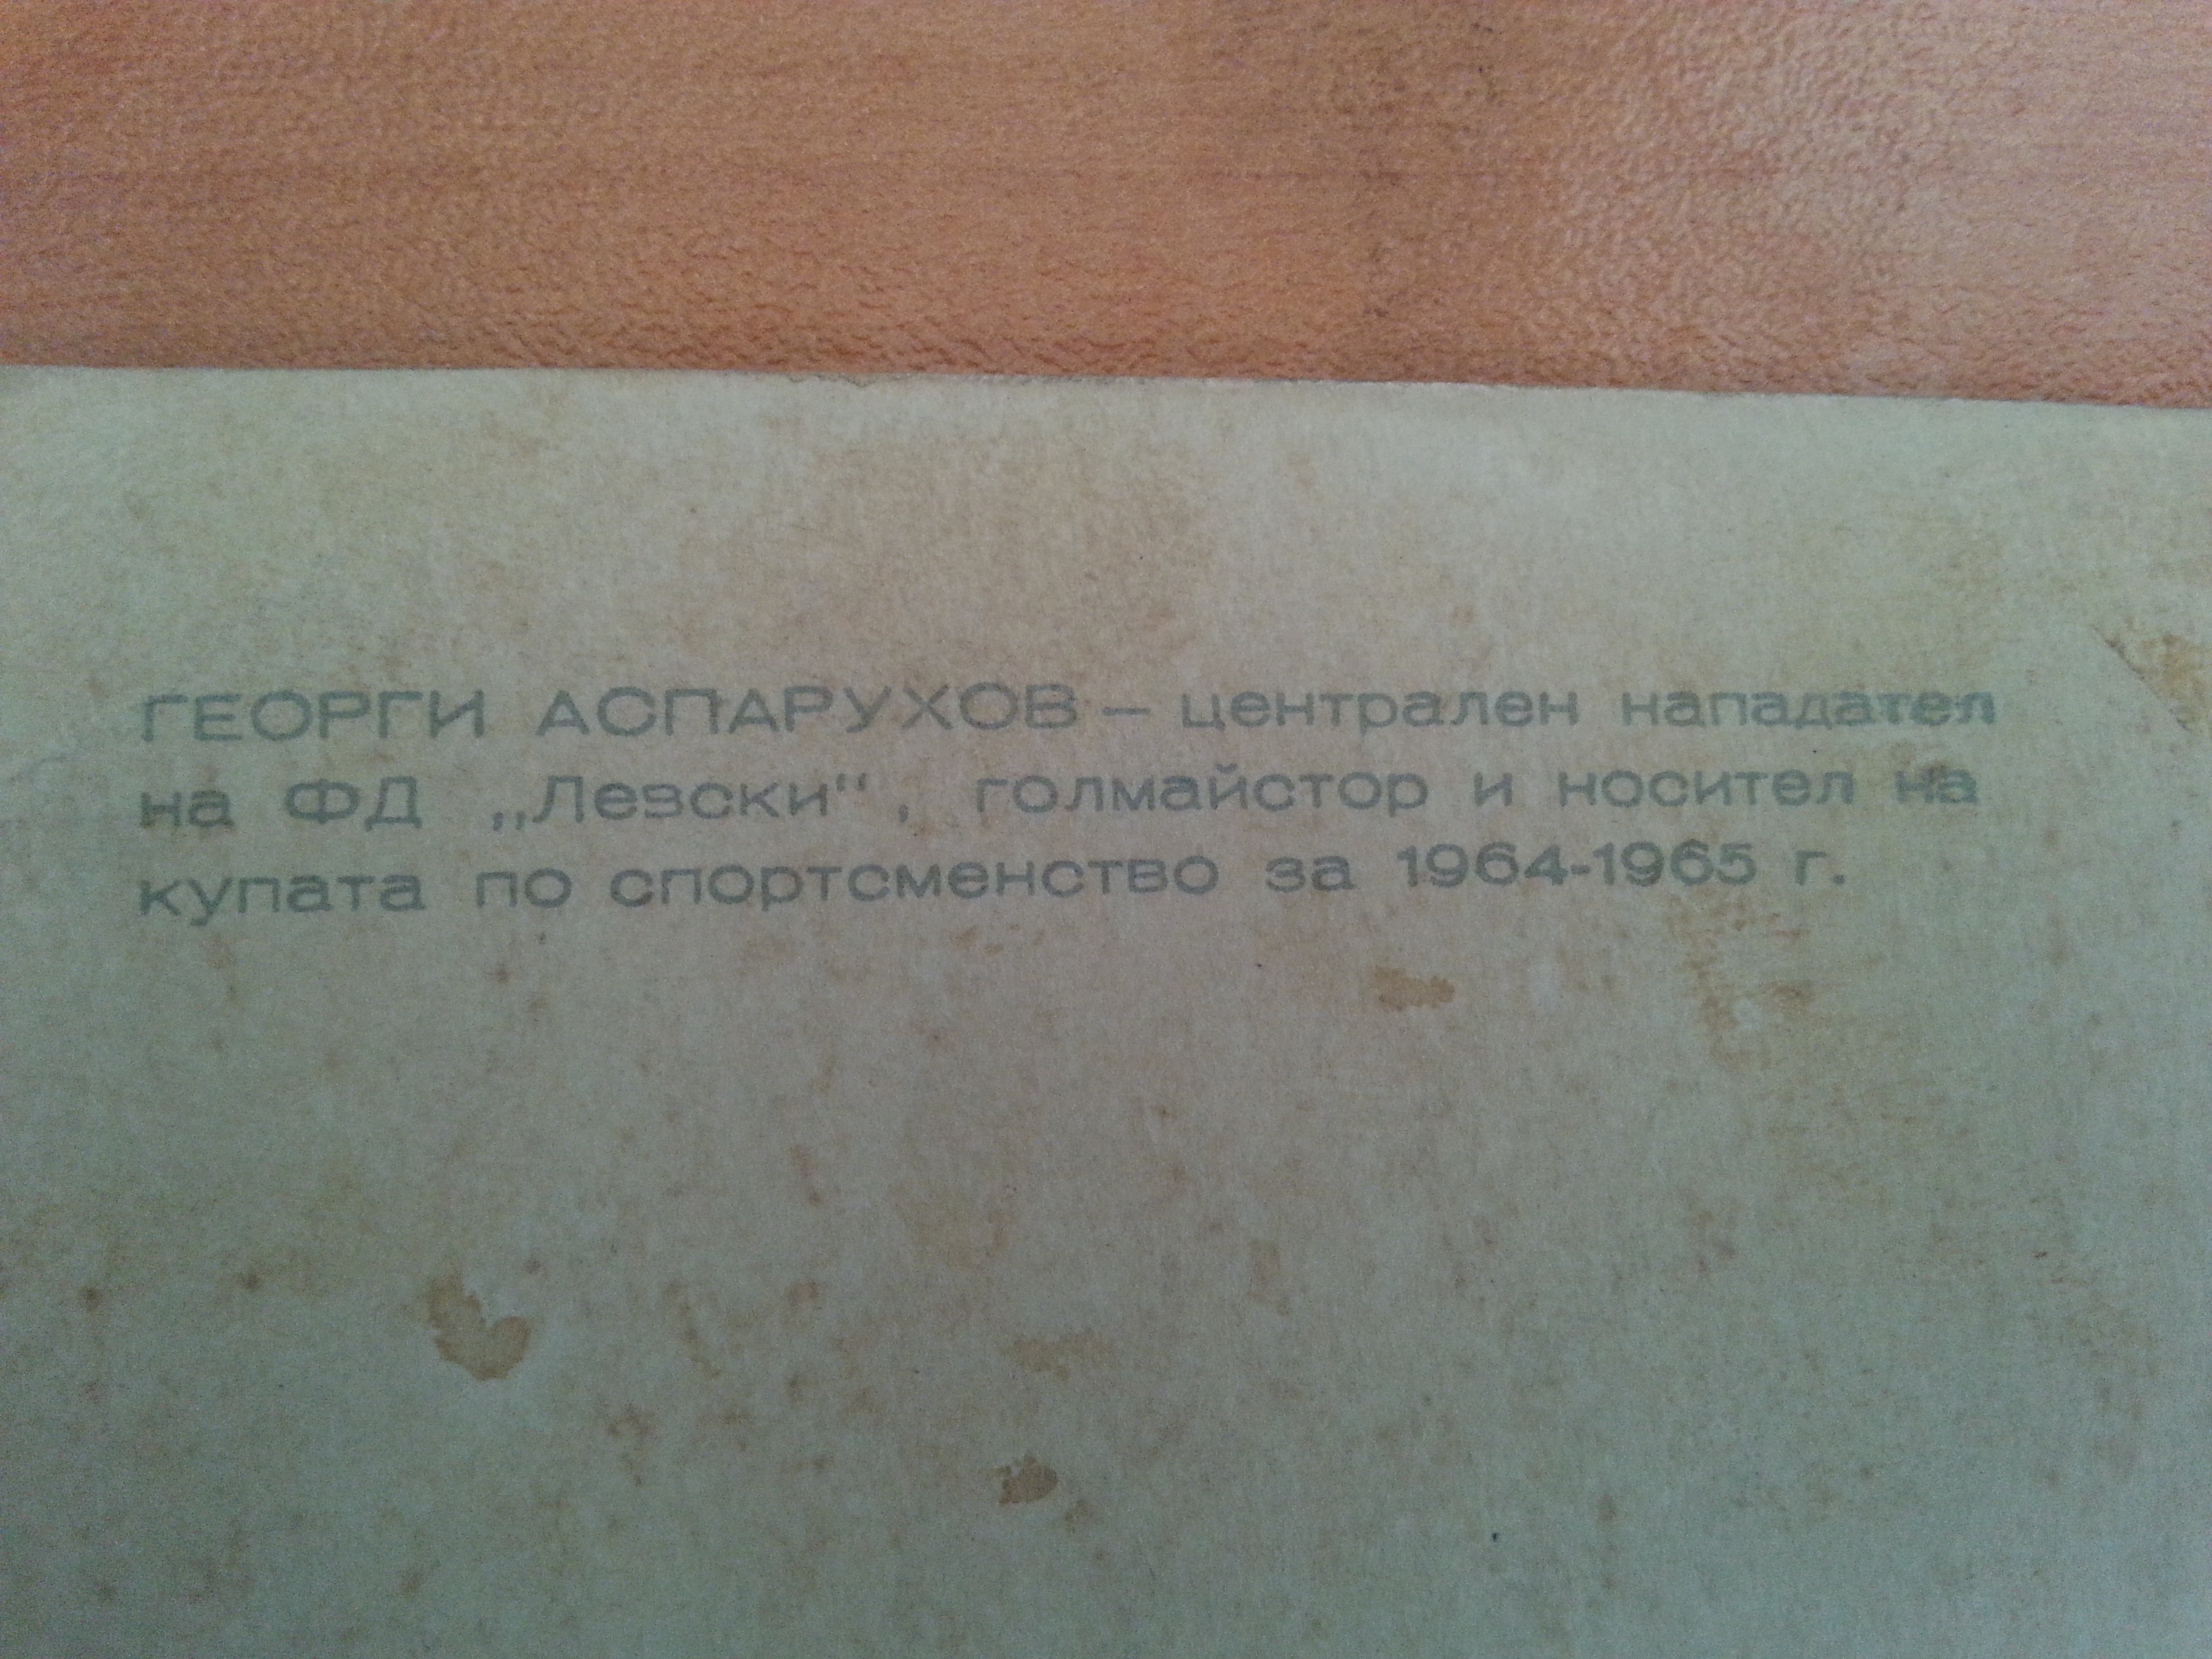 ГЕОРГИ АСПАРУХОВ – централен нападател
на ФД „Левски“, голмайстор и носител на
купата по спортсменство за 1964-1965 г.